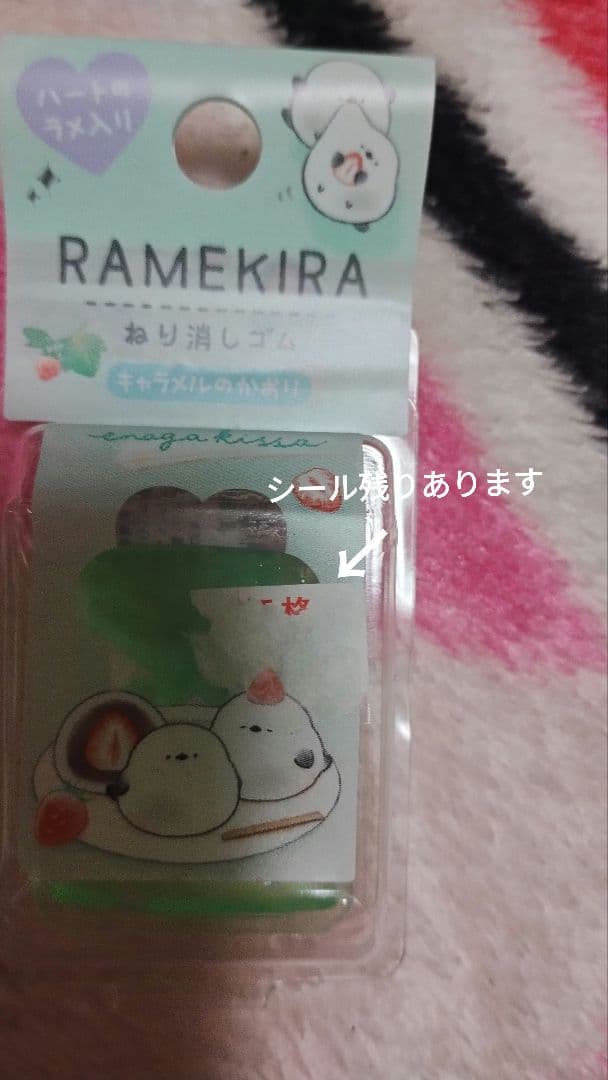 ハートの
ラメ入り
RAMEKIRA
ねり消しゴム
キャラメルのかおり
enaga kissa
シール残りあります
格